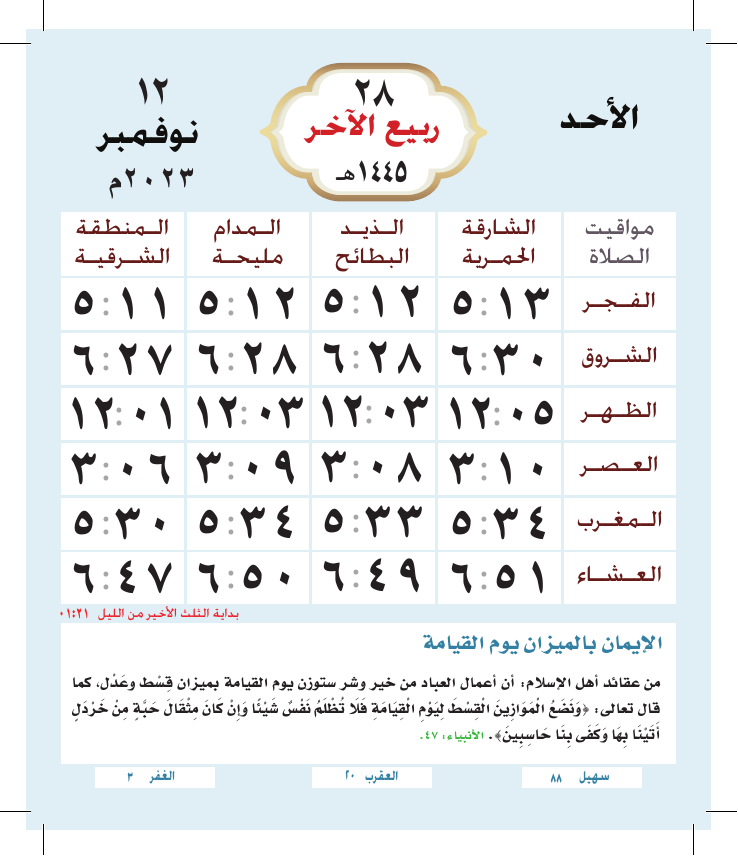 الأحد
٢٨
ربيع الآخر
١٤٤٥هـ
١٢
نوفمبر
٢٠٢٣م
مواقيت الصلاة | الشارقة الحمرية | الذيد البطائح | المدام مليحة | المنطقة الشرقية
الفجر ٥:١٣ ٥:١٢ ٥:١٢ ٥:١١
الشروق ٦:٣٠ ٦:٢٨ ٦:٢٨ ٦:٢٧
الظهر ١٢:٠٥ ١٢:٠٣ ١٢:٠٣ ١٢:٠١
العصر ٣:١٠ ٣:٠٨ ٣:٠٩ ٣:٠٦
المغرب ٥:٣٤ ٥:٣٣ ٥:٣٤ ٥:٣٠
العشاء ٦:٥١ ٦:٤٩ ٦:٥٠ ٦:٤٧
بداية الثلث الأخير من الليل ٠١:٢١
الإيمان بالميزان يوم القيامة
من عقائد أهل الإسلام: أن أعمال العباد من خير وشر ستوزن يوم القيامة بميزان قِسْط وعَدْل، كما
قال تعالى: ﴿وَنَضَعُ الْمَوَازِينَ الْقِسْطَ لِيَوْمِ الْقِيَامَةِ فَلَا تُظْلَمُ نَفْسٌ شَيْئًا وَإِنْ كَانَ مِثْقَالَ حَبَّةٍ مِنْ خَرْدَلٍ
أَتَيْنَا بِهَا وَكَفَى بِنَا حَاسِبِينَ﴾. الأنبياء: ٤٧.
سهيل ٨٨
العقرب ٢٠
الغفر ٣